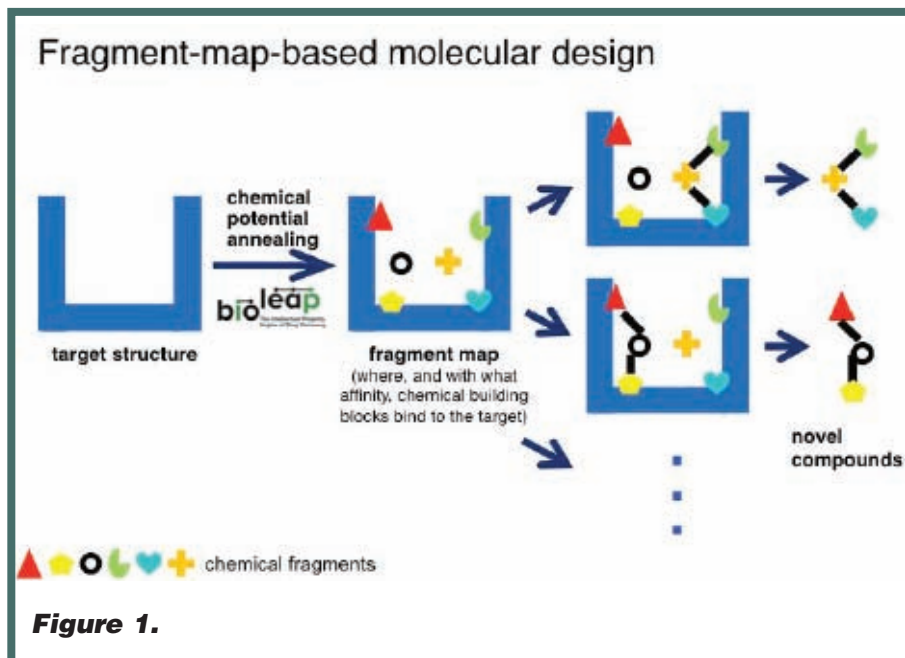 Fragment-map-based molecular design
chemical
potential
annealing
bioleap
target structure
fragment map
(where, and with what
affinity, chemical building
blocks bind to the target)
novel
compounds
chemical fragments
Figure 1.